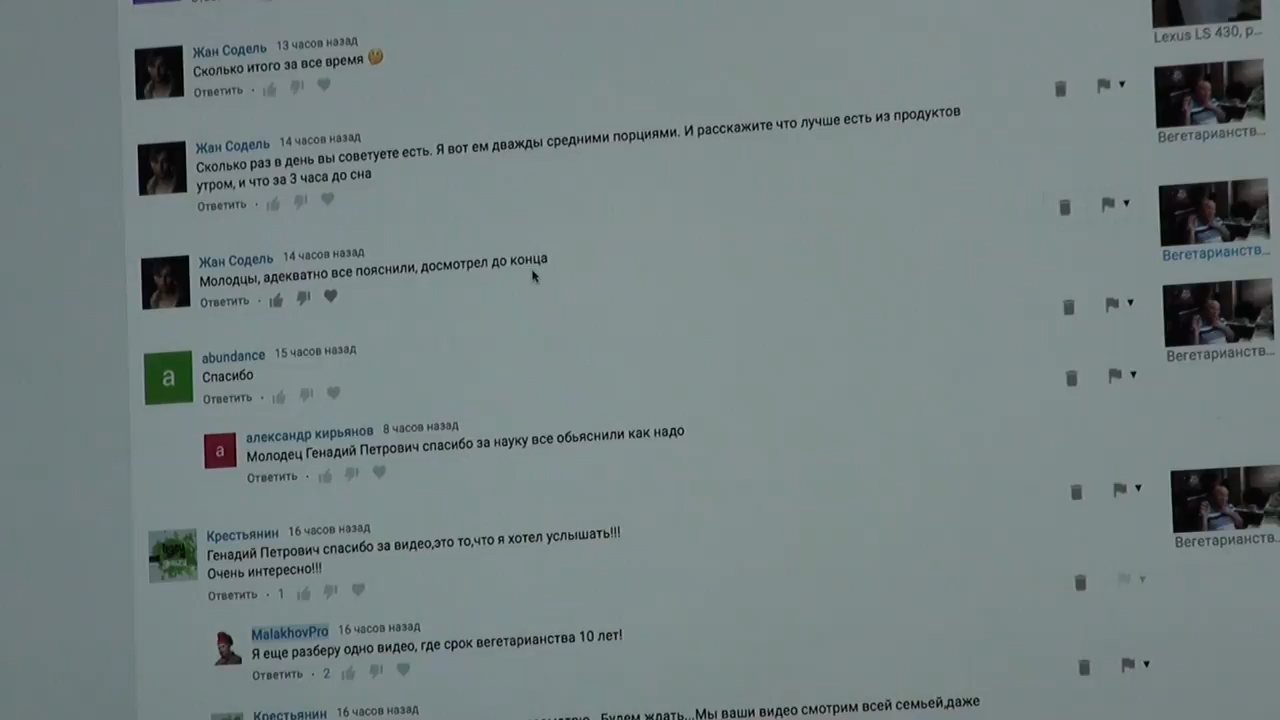 Жан Содель 13 часов назад
Сколько итого за все время
Ответить
Lexus LS 430, р...
Жан Содель 14 часов назад
Сколько раз в день вы советуете есть. Я вот ем дважды средними порциями. И расскажите что лучше есть из продуктов
утром, и что за 3 часа до сна
Ответить
Вегетарианств...
Жан Содель 14 часов назад
Молодцы, адекватно все пояснили, досмотрел до конца
Ответить
Вегетарианств...
abundance 15 часов назад
a
Спасибо
Ответить
Вегетарианств...
александр кирьянов 8 часов назад
a
Молодец Генадий Петрович спасибо за науку все обьяснили как надо
Ответить
Крестьянин 16 часов назад
Генадий Петрович спасибо за видео,это то,что я хотел услышать!!!
Очень интересно!!!
Ответить · 1
Вегетарианств...
MalakhovPro 16 часов назад
Я еще разберу одно видео, где срок вегетарианства 10 лет!
Ответить · 2
Крестьянин 16 часов назад
Будем ждать...Мы ваши видео смотрим всей семьей,даже